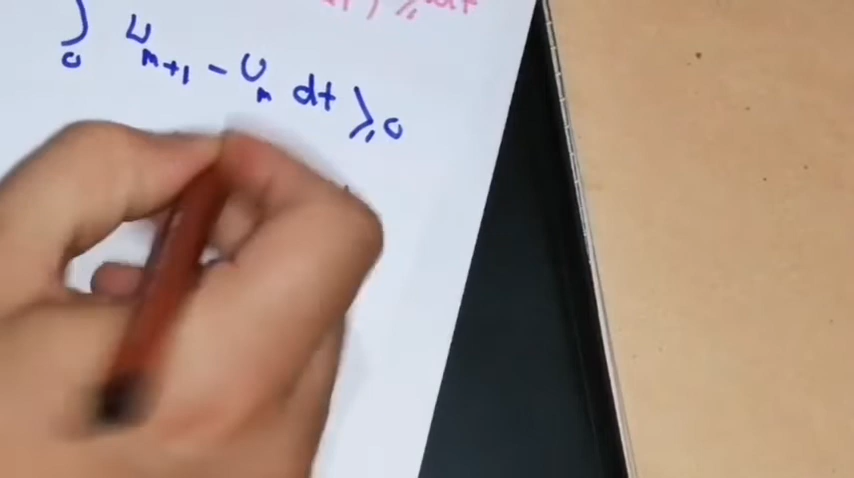 ⩾
∫₀ U_{n+1} - U_n dt ⩾ 0